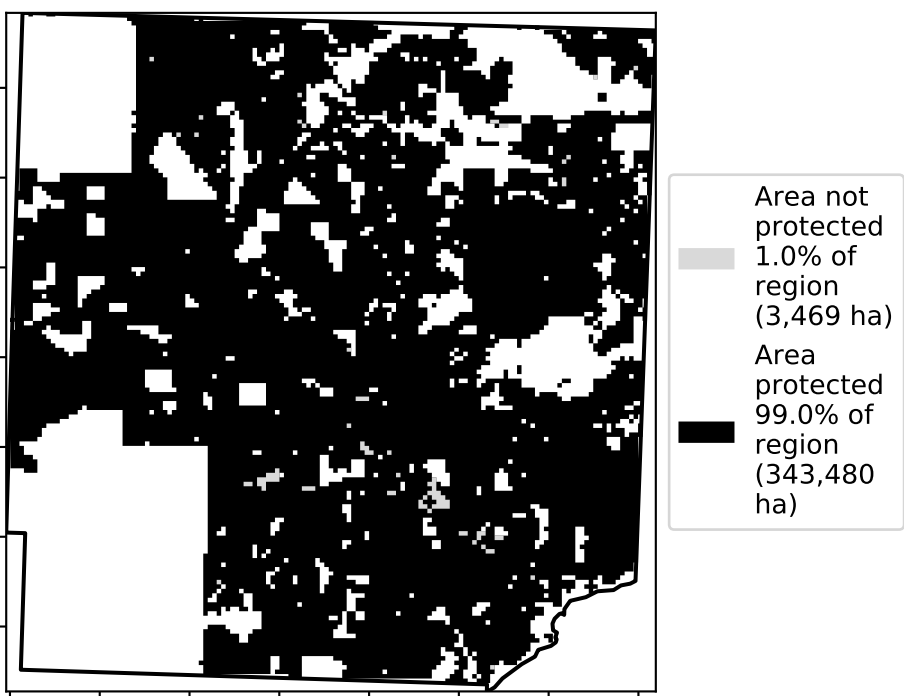 Area not
protected
1.0% of
region
(3,469 ha)
Area
protected
99.0% of
region
(343,480
ha)